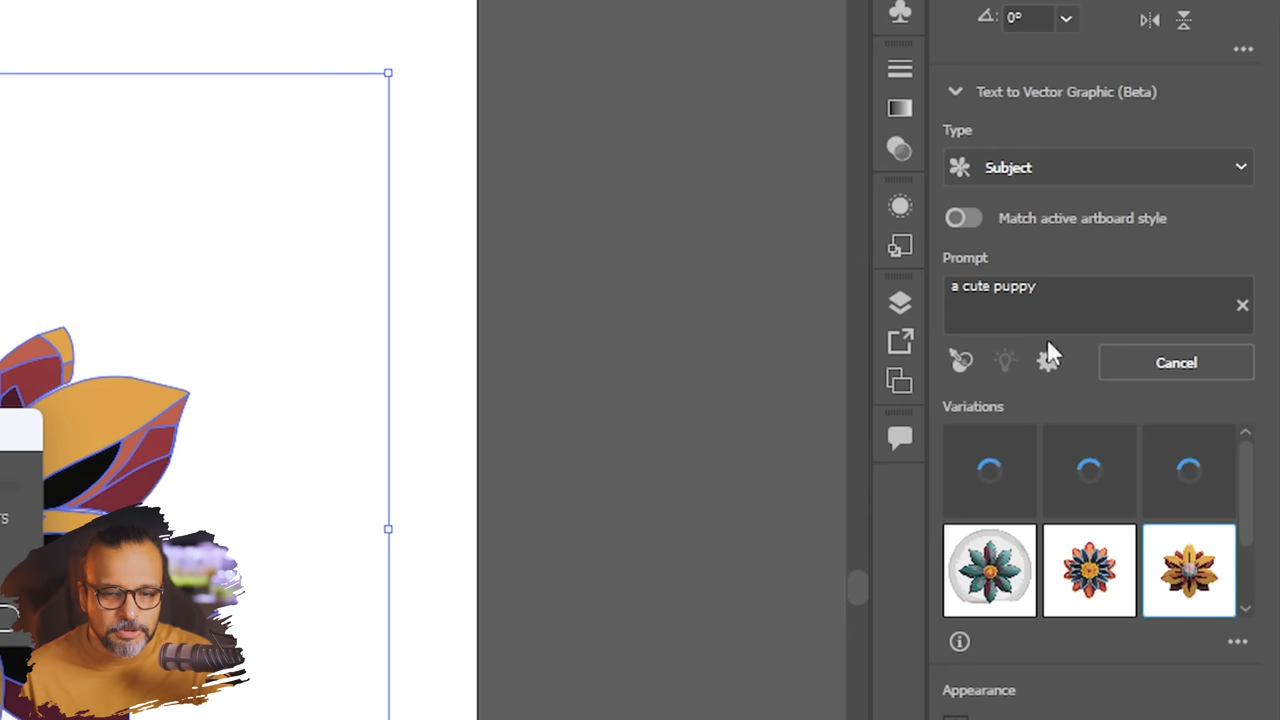 0°
Text to Vector Graphic (Beta)
Type
Subject
Match active artboard style
Prompt
a cute puppy
Cancel
Variations
Appearance